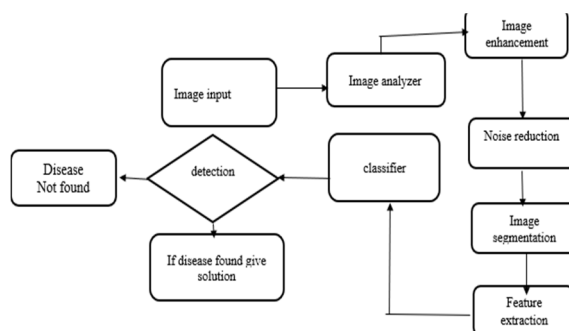 Image input
Image analyzer
Image
enhancement
Noise reduction
Image
segmentation
Feature
extraction
classifier
detection
Disease
Not found
If disease found give
solution